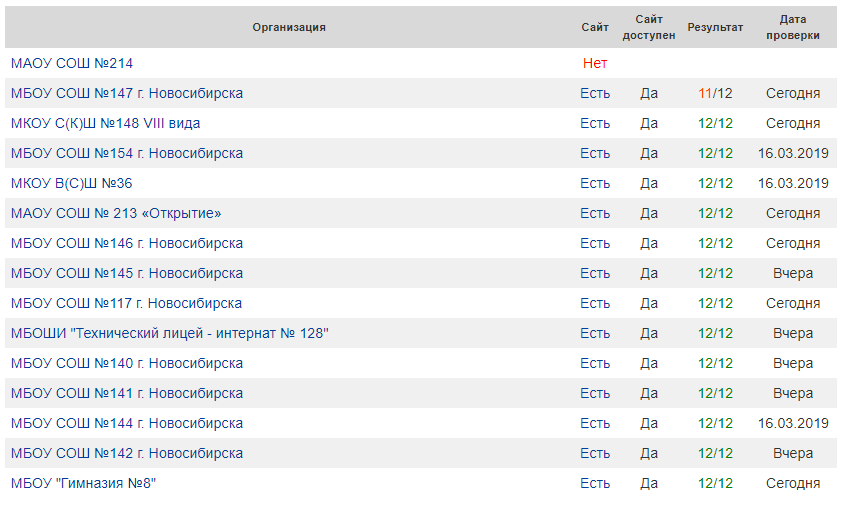 Организация Сайт Сайт доступен Результат Дата проверки
МАОУ СОШ №214 Нет
МБОУ СОШ №147 г. Новосибирска Есть Да 11/12 Сегодня
МКОУ С(К)Ш №148 VIII вида Есть Да 12/12 Сегодня
МБОУ СОШ №154 г. Новосибирска Есть Да 12/12 16.03.2019
МКОУ В(С)Ш №36 Есть Да 12/12 16.03.2019
МАОУ СОШ № 213 «Открытие» Есть Да 12/12 Сегодня
МБОУ СОШ №146 г. Новосибирска Есть Да 12/12 Сегодня
МБОУ СОШ №145 г. Новосибирска Есть Да 12/12 Вчера
МБОУ СОШ №117 г. Новосибирска Есть Да 12/12 Сегодня
МБОШИ "Технический лицей - интернат № 128" Есть Да 12/12 Вчера
МБОУ СОШ №140 г. Новосибирска Есть Да 12/12 Вчера
МБОУ СОШ №141 г. Новосибирска Есть Да 12/12 Вчера
МБОУ СОШ №144 г. Новосибирска Есть Да 12/12 16.03.2019
МБОУ СОШ №142 г. Новосибирска Есть Да 12/12 Вчера
МБОУ "Гимназия №8" Есть Да 12/12 Сегодня